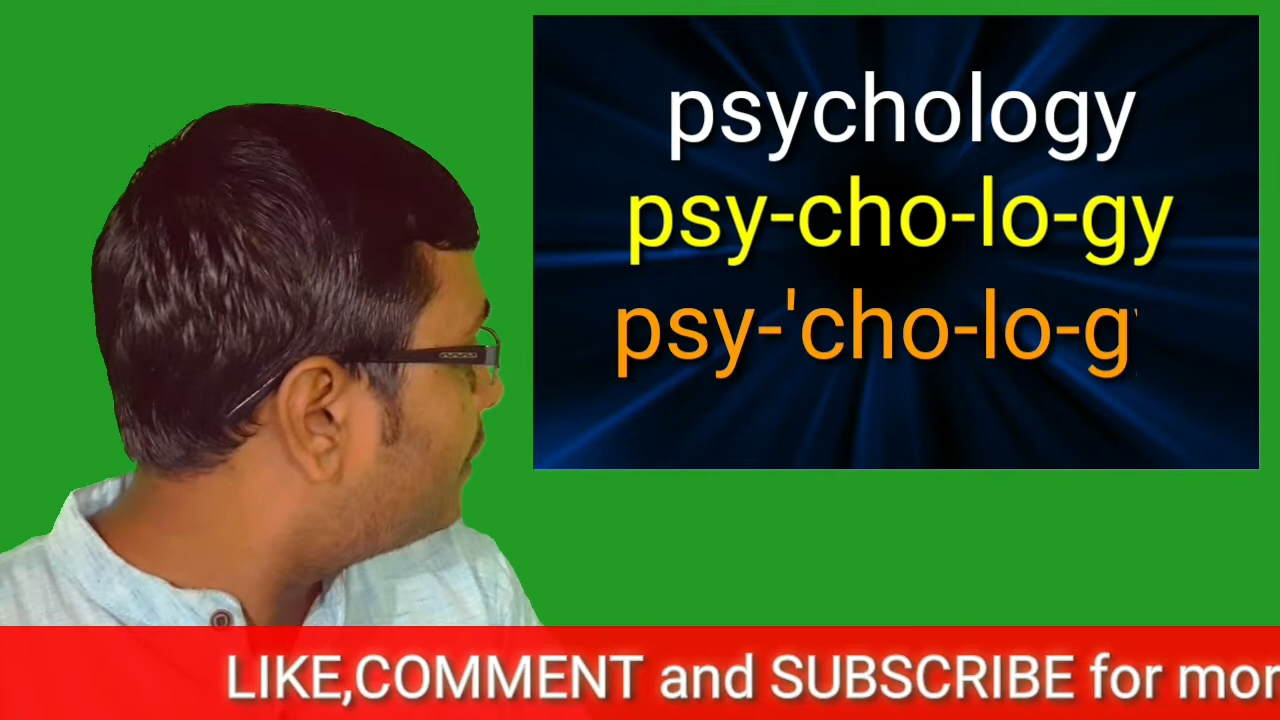 psychology
psy-cho-lo-gy
psy-'cho-lo-g
LIKE,COMMENT and SUBSCRIBE for mor